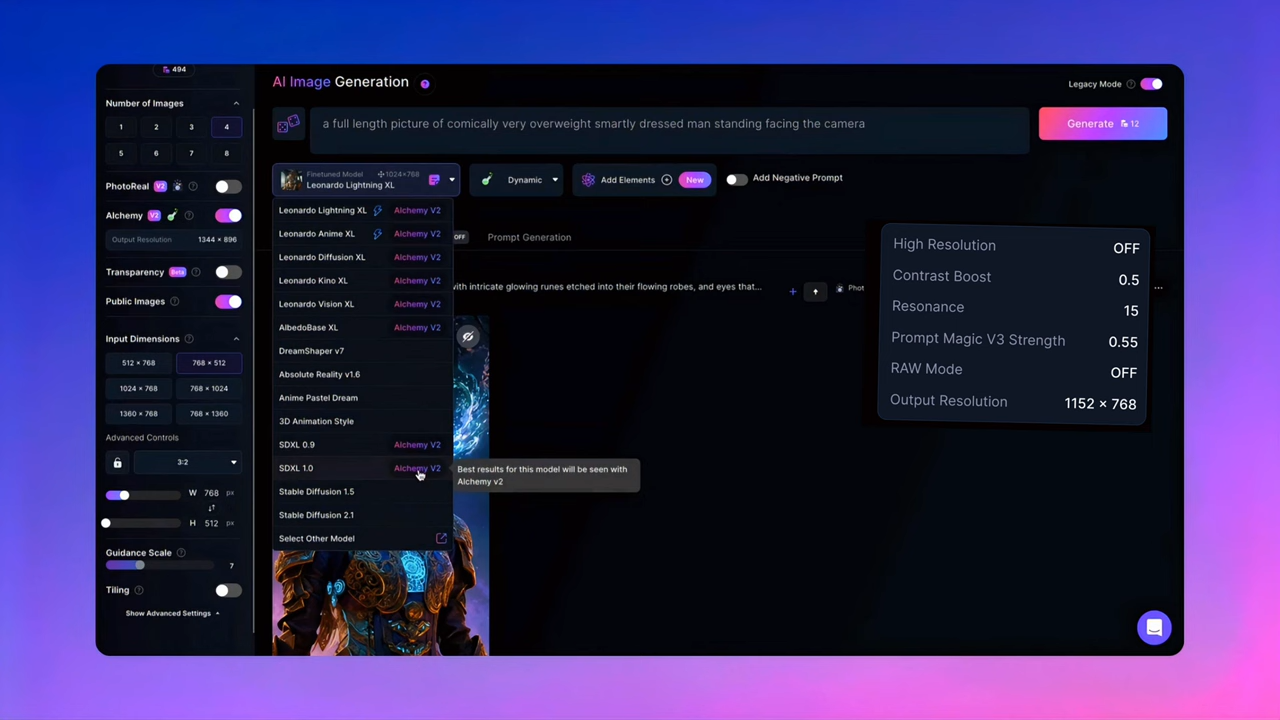 494
AI Image Generation
?
Legacy Mode ?
Number of Images
1 2 3 4
5 6 7 8
a full length picture of comically very overweight smartly dressed man standing facing the camera
Generate 12
PhotoReal V2 ?
Alchemy V2 ?
Output Resolution 1344 × 896
Transparency Beta ?
Public Images ?
Input Dimensions ?
512 × 768 768 × 512
1024 × 768 768 × 1024
1360 × 768 768 × 1360
Advanced Controls
3:2
W 768 px
H 512 px
Guidance Scale ?
7
Tiling ?
Show Advanced Settings
Finetuned Model 1024×768
Leonardo Lightning XL
Dynamic
Add Elements New
Add Negative Prompt
Leonardo Lightning XL Alchemy V2
Leonardo Anime XL Alchemy V2
Leonardo Diffusion XL Alchemy V2
Leonardo Kino XL Alchemy V2
Leonardo Vision XL Alchemy V2
AlbedoBase XL Alchemy V2
DreamShaper v7
Absolute Reality v1.6
Anime Pastel Dream
3D Animation Style
SDXL 0.9 Alchemy V2
SDXL 1.0 Alchemy V2
Stable Diffusion 1.5
Stable Diffusion 2.1
Select Other Model
OFF Prompt Generation
with intricate glowing runes etched into their flowing robes, and eyes that...
+ Phot ...
Best results for this model will be seen with
Alchemy v2
High Resolution OFF
Contrast Boost 0.5
Resonance 15
Prompt Magic V3 Strength 0.55
RAW Mode OFF
Output Resolution 1152 × 768